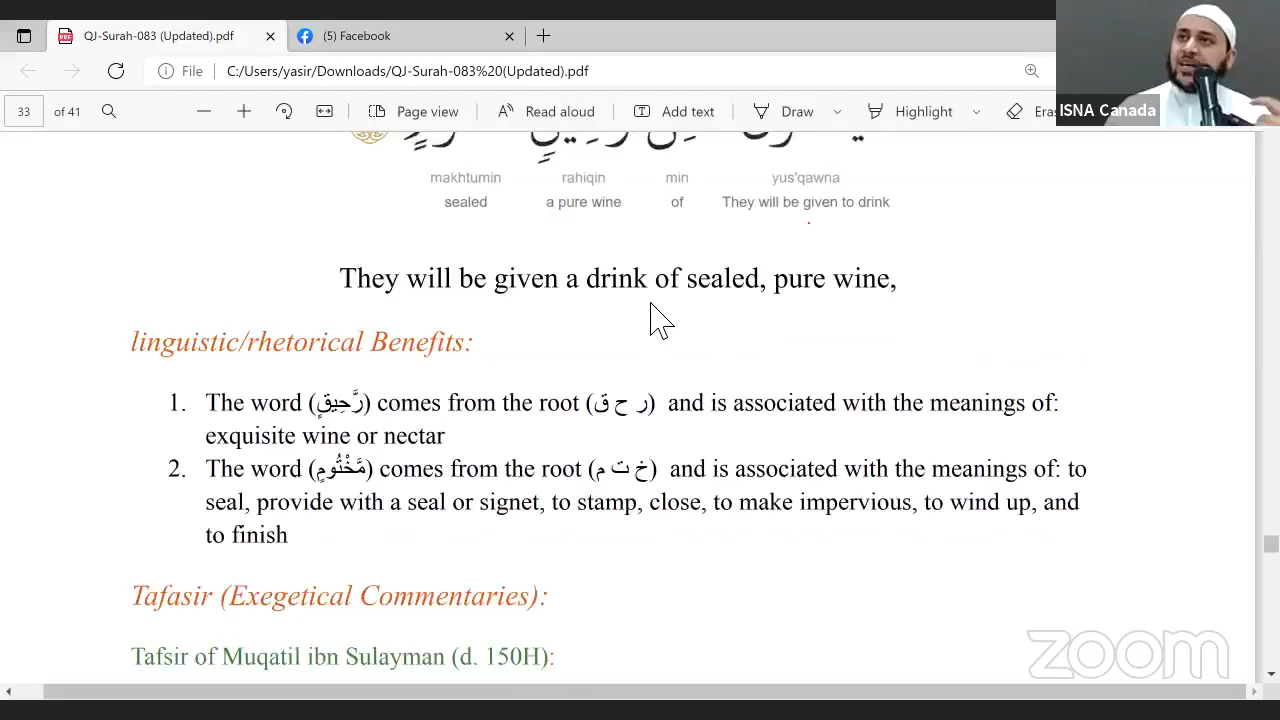 QJ-Surah-083 (Updated).pdf
(5) Facebook
File C:/Users/yasir/Downloads/QJ-Surah-083%20(Updated).pdf
33 of 41 Page view Read aloud Add text Draw Highlight
ISNA Canada
makhtumin rahiqin min yus'qawna
sealed a pure wine of They will be given to drink
They will be given a drink of sealed, pure wine,
linguistic/rhetorical Benefits:
1. The word (رَّحِيقٍ) comes from the root (ر ح ق) and is associated with the meanings of:
exquisite wine or nectar
2. The word (مَّخْتُومٍ) comes from the root (خ ت م) and is associated with the meanings of: to
seal, provide with a seal or signet, to stamp, close, to make impervious, to wind up, and
to finish
Tafasir (Exegetical Commentaries):
Tafsir of Muqatil ibn Sulayman (d. 150H):
zoom